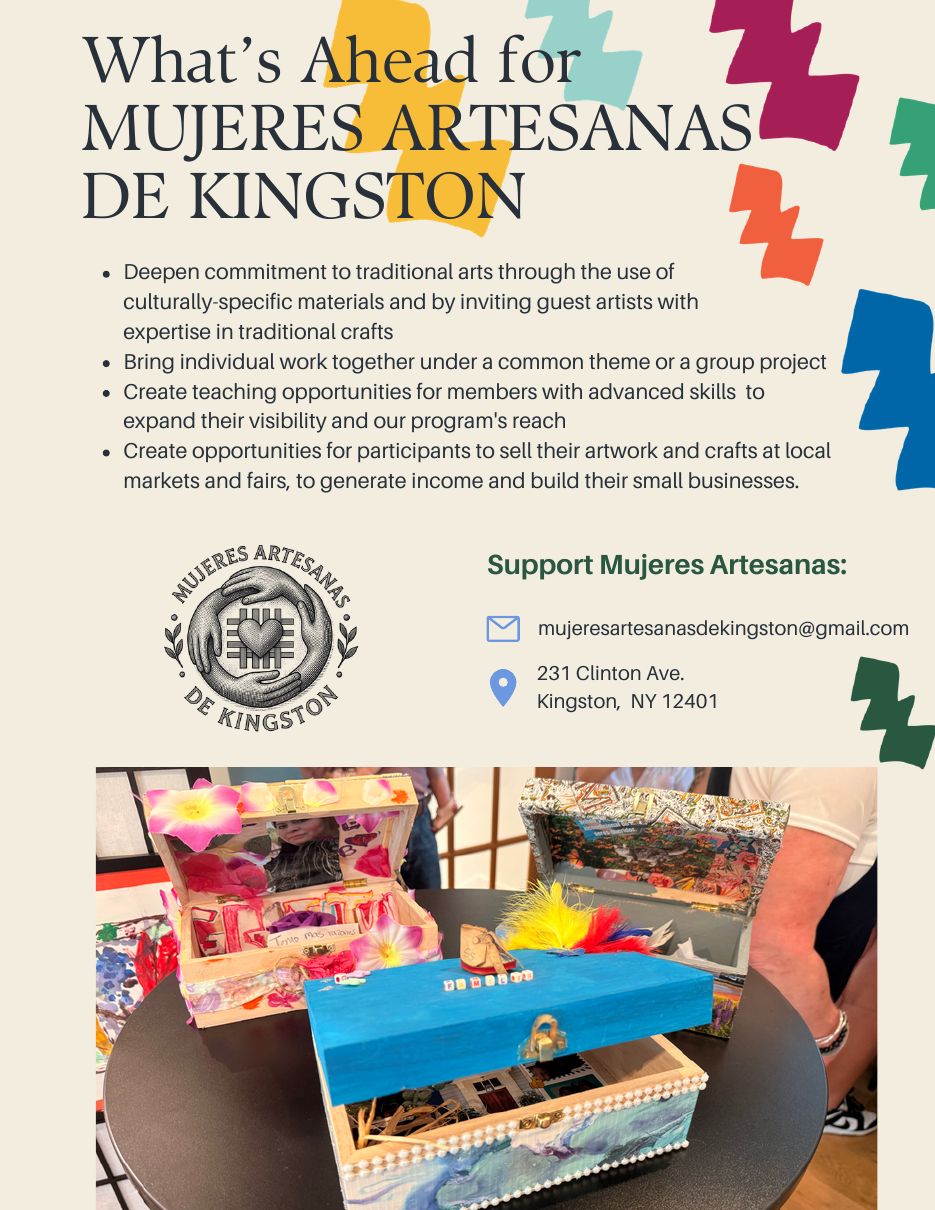 What's Ahead for
MUJERES ARTESANAS
DE KINGSTON
• Deepen commitment to traditional arts through the use of
culturally-specific materials and by inviting guest artists with
expertise in traditional crafts
• Bring individual work together under a common theme or a group project
• Create teaching opportunities for members with advanced skills  to
expand their visibility and our program's reach
• Create opportunities for participants to sell their artwork and crafts at local
markets and fairs, to generate income and build their small businesses.
MUJERES ARTESANAS
DE KINGSTON
Support Mujeres Artesanas:
mujeresartesanasdekingston@gmail.com
231 Clinton Ave.
Kingston,  NY 12401
Tengo mas razones